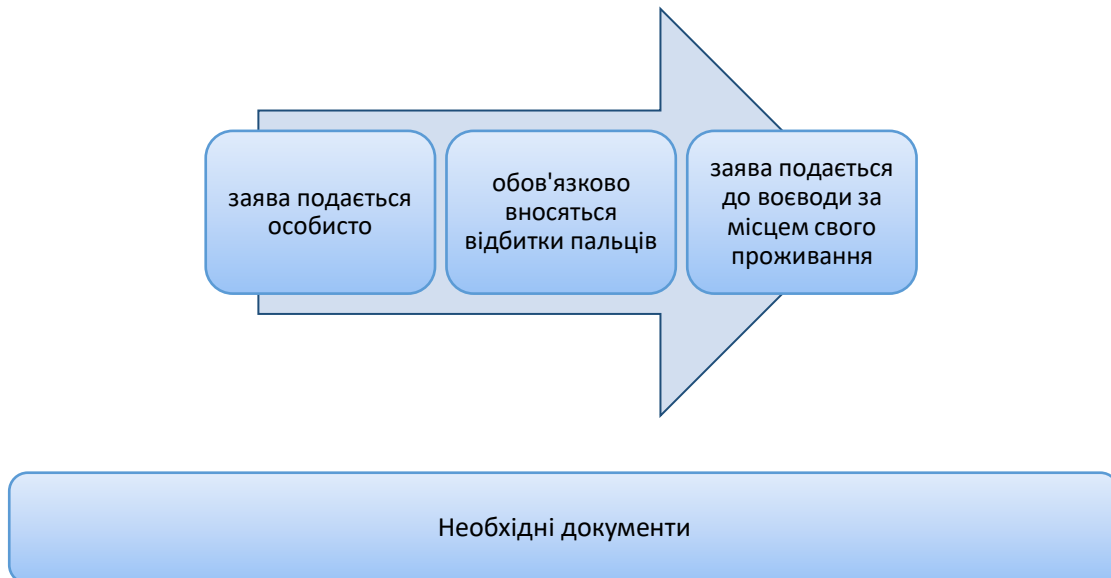 заява подається
особисто
обов'язково
вносяться
відбитки пальців
заява подається
до воєводи за
місцем свого
проживання
Необхідні документи